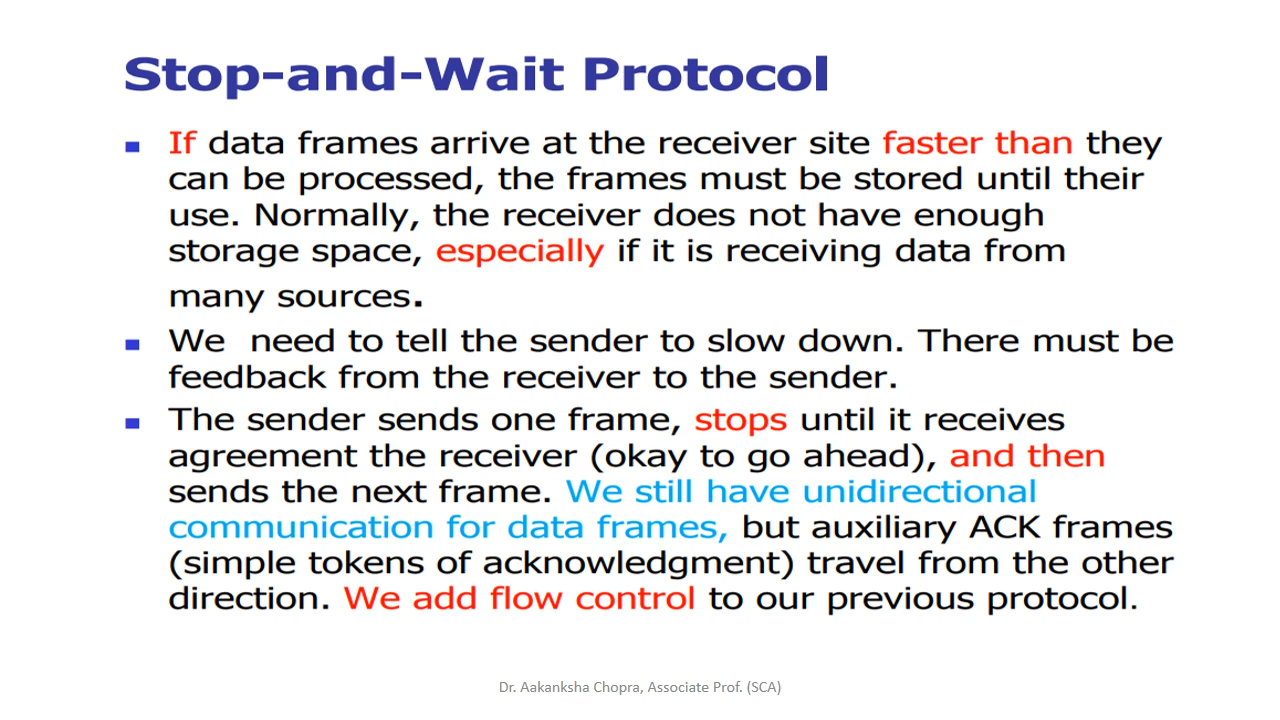 Stop-and-Wait Protocol
If data frames arrive at the receiver site faster than they
can be processed, the frames must be stored until their
use. Normally, the receiver does not have enough
storage space, especially if it is receiving data from
many sources.
We need to tell the sender to slow down. There must be
feedback from the receiver to the sender.
The sender sends one frame, stops until it receives
agreement the receiver (okay to go ahead), and then
sends the next frame. We still have unidirectional
communication for data frames, but auxiliary ACK frames
(simple tokens of acknowledgment) travel from the other
direction. We add flow control to our previous protocol.
Dr. Aakanksha Chopra, Associate Prof. (SCA)